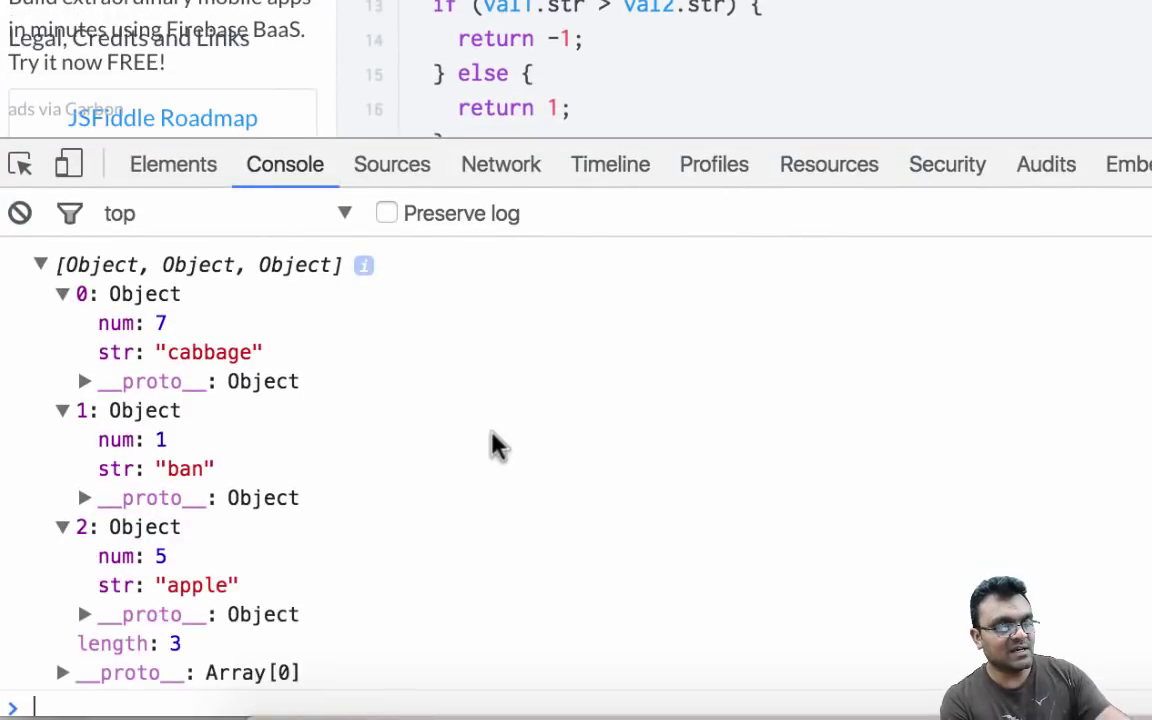 Build extraordinary mobile apps
in minutes using Firebase BaaS.
Legal, Credits and Links
Try it now FREE!
ads via Carbon
JSFiddle Roadmap
13 if (val1.str > val2.str) {
14 return -1;
15 } else {
16 return 1;
Elements Console Sources Network Timeline Profiles Resources Security Audits Embe
top ▼ Preserve log
▼ [Object, Object, Object] i
▼ 0: Object
num: 7
str: "cabbage"
▶ __proto__: Object
▼ 1: Object
num: 1
str: "ban"
▶ __proto__: Object
▼ 2: Object
num: 5
str: "apple"
▶ __proto__: Object
length: 3
▶ __proto__: Array[0]
>